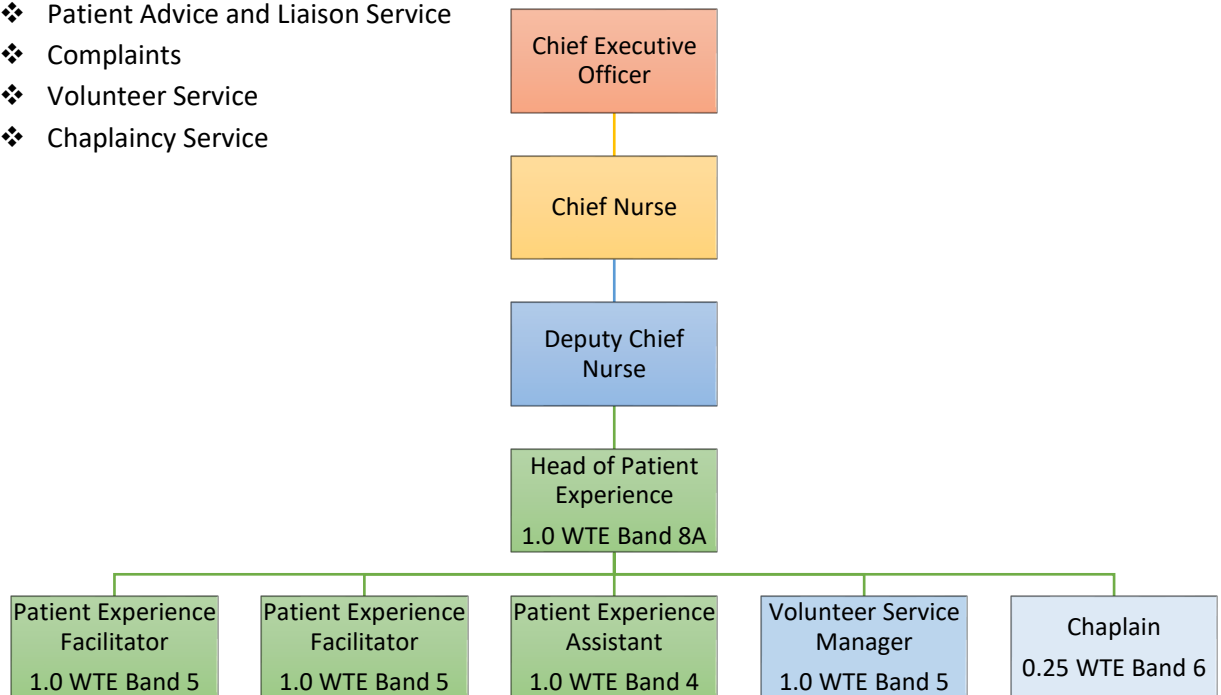 ❖ Patient Advice and Liaison Service
❖ Complaints
❖ Volunteer Service
❖ Chaplaincy Service
Chief Executive
Officer
Chief Nurse
Deputy Chief
Nurse
Head of Patient
Experience
1.0 WTE Band 8A
Patient Experience
Facilitator
1.0 WTE Band 5
Patient Experience
Facilitator
1.0 WTE Band 5
Patient Experience
Assistant
1.0 WTE Band 4
Volunteer Service
Manager
1.0 WTE Band 5
Chaplain
0.25 WTE Band 6